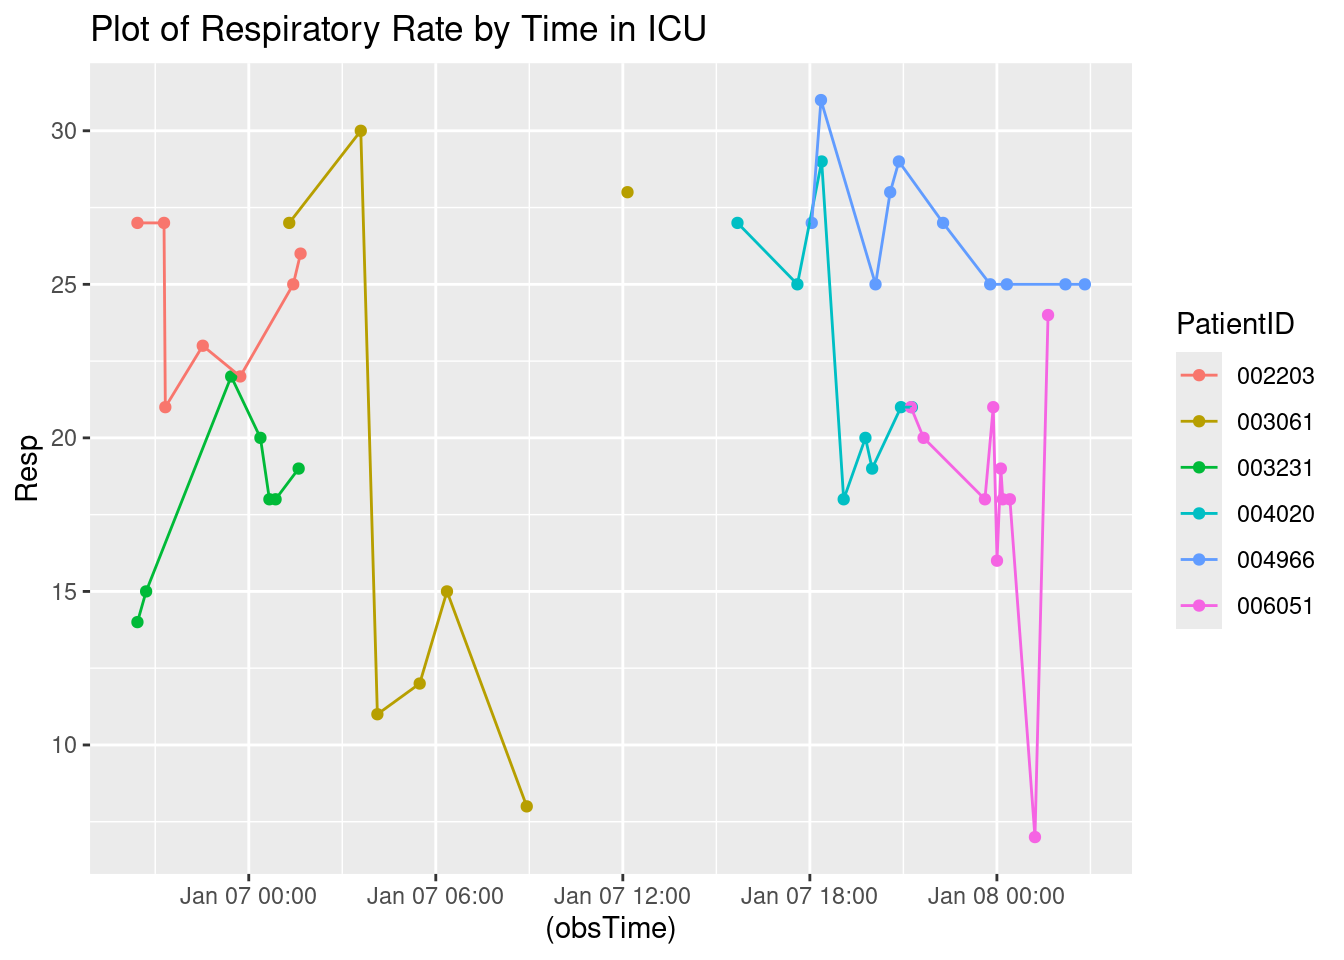 Plot of Respiratory Rate by Time in ICU
30
25
20
15
10
Resp
Jan 07 00:00
Jan 07 06:00
Jan 07 12:00
Jan 07 18:00
Jan 08 00:00
(obsTime)
PatientID
002203
003061
003231
004020
004966
006051